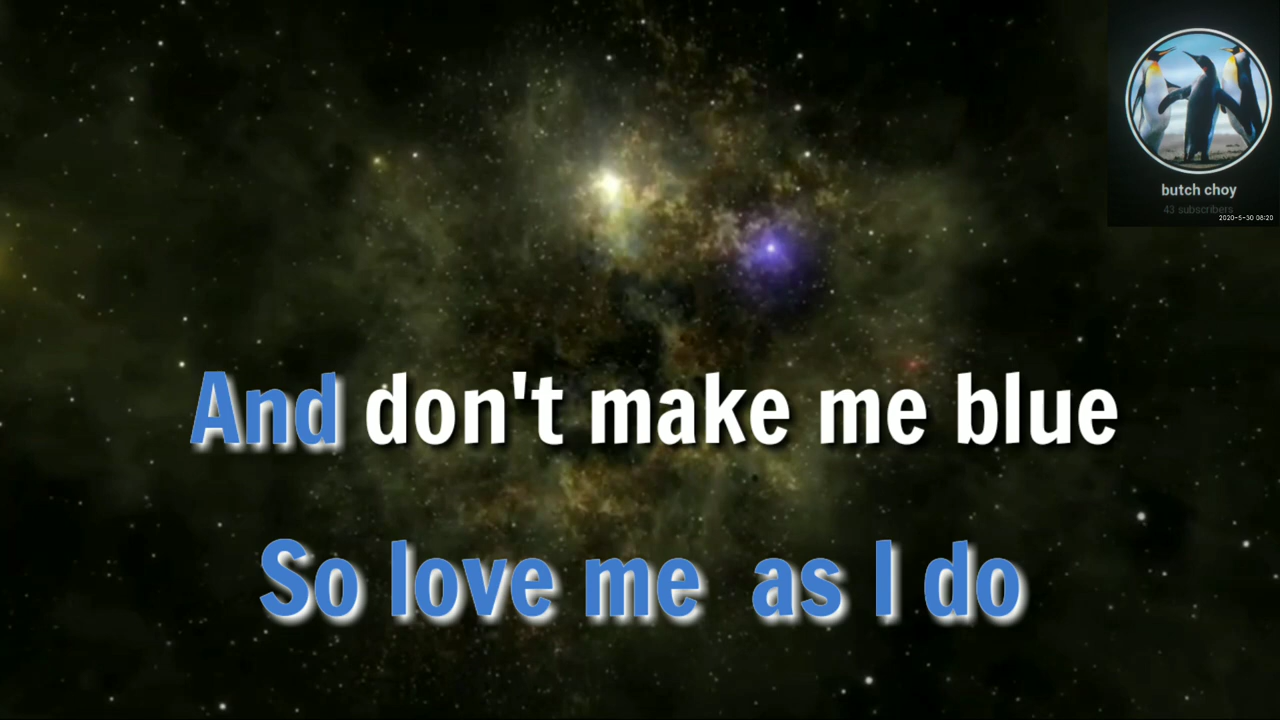 butch choy
43 subscribers
2020-5-30 08:20
And don't make me blue
So love me as I do